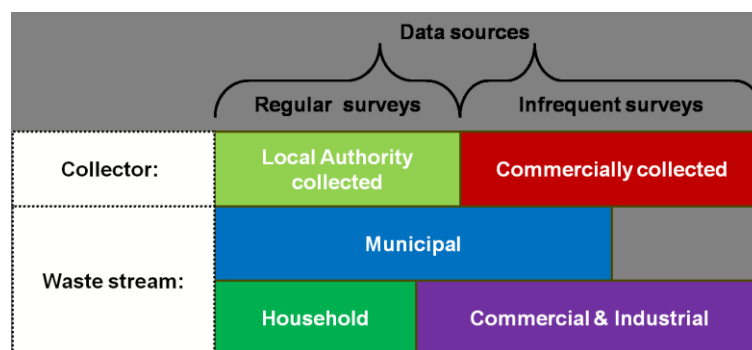 Data sources
Regular surveys
Infrequent surveys
Collector:
Local Authority
collected
Commercially collected
Waste stream:
Municipal
Household
Commercial & Industrial